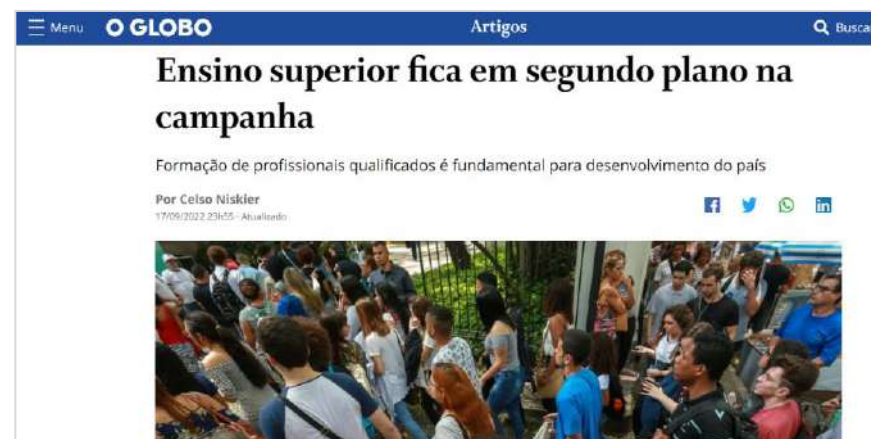 Menu O GLOBO Artigos Buscar
Ensino superior fica em segundo plano na
campanha
Formação de profissionais qualificados é fundamental para desenvolvimento do país
Por Celso Niskier
17/09/2022 23h55 - Atualizado